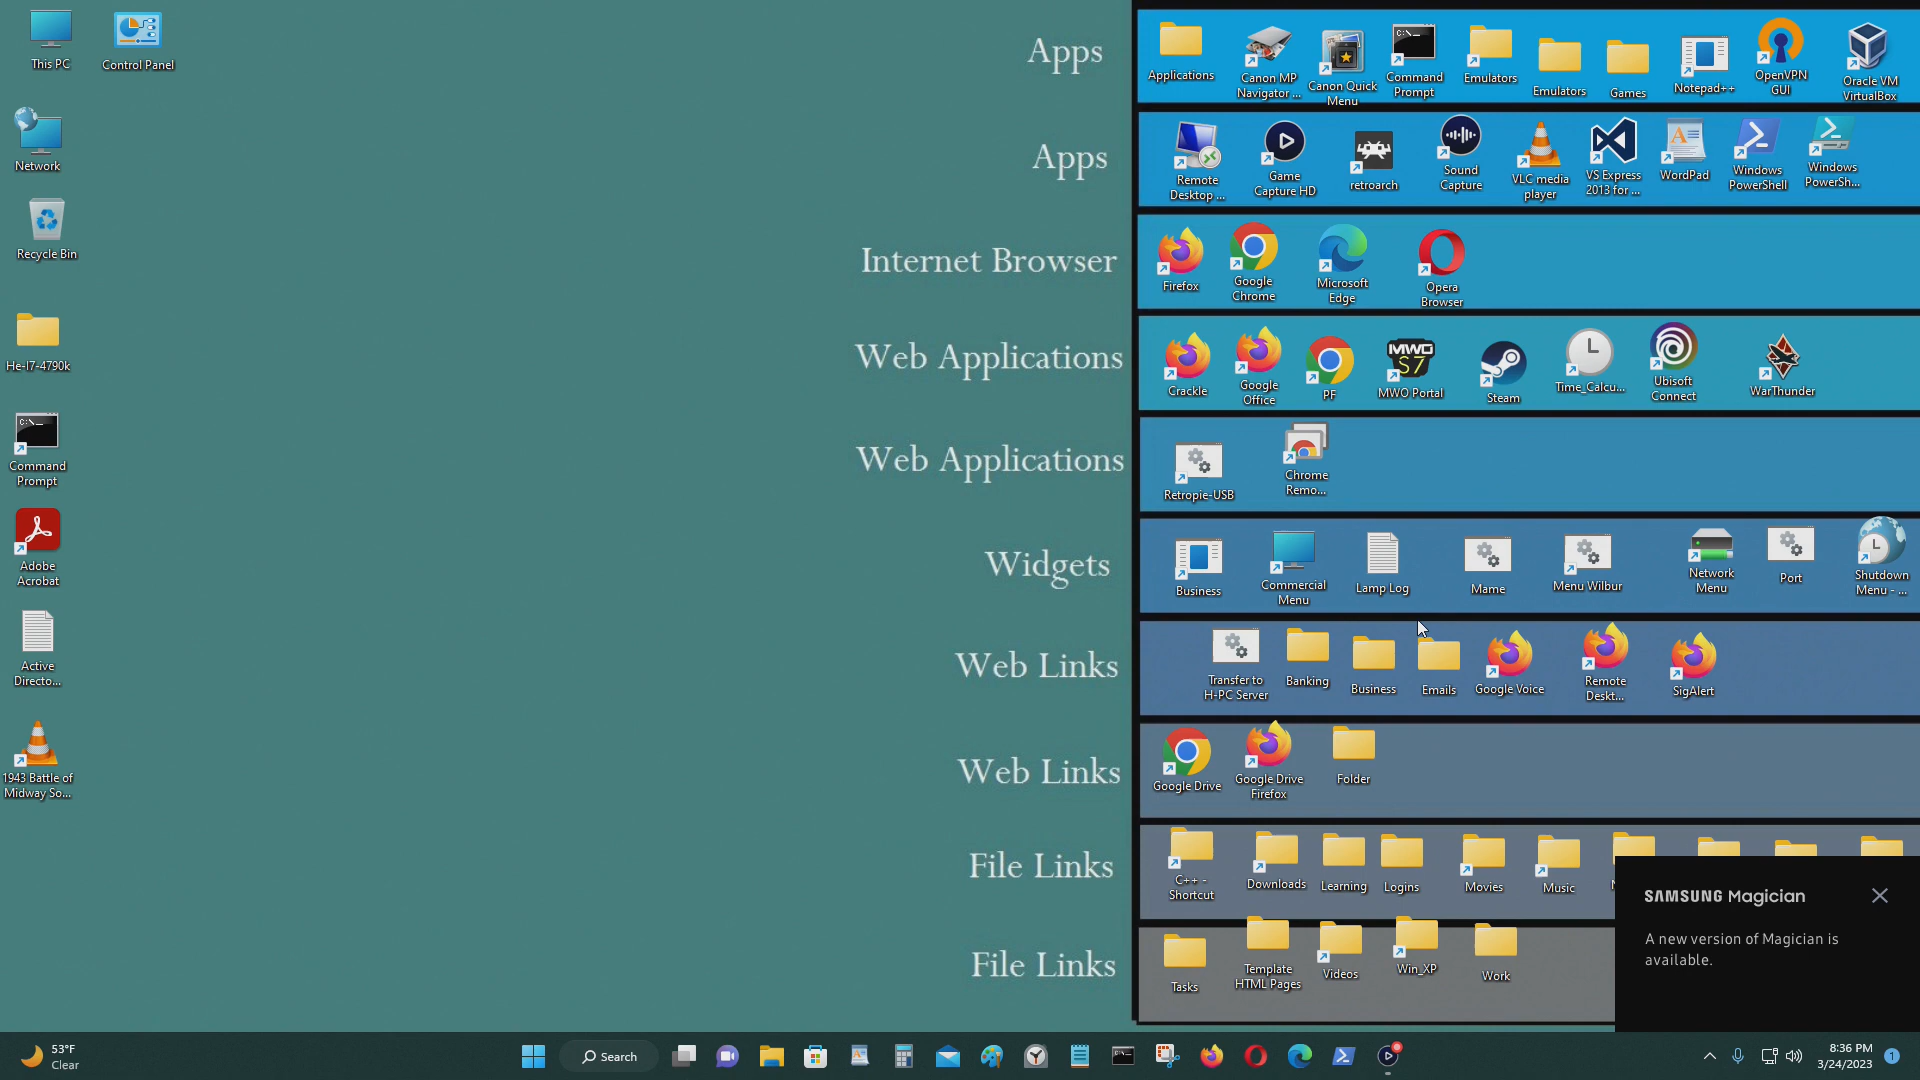 This PC
Control Panel
Network
Recycle Bin
He-I7-4790k
Command
Prompt
Adobe
Acrobat
Active
Directo...
1943 Battle of
Midway So...
Apps
Applications
Canon MP
Navigator ...
Canon Quick
Menu
Command
Prompt
Emulators
Emulators
Games
Notepad++
OpenVPN
GUI
Oracle VM
VirtualBox
Apps
Remote
Desktop ...
Game
Capture HD
retroarch
Sound
Capture
VLC media
player
VS Express
2013 for ...
WordPad
Windows
PowerShell
Windows
PowerSh...
Internet Browser
Firefox
Google
Chrome
Microsoft
Edge
Opera
Browser
Web Applications
Crackle
Google
Office
PF
MWO
S7
MWO Portal
Steam
Time_Calcu...
Ubisoft
Connect
WarThunder
Web Applications
Retropie-USB
Chrome
Remo...
Widgets
Business
Commercial
Menu
Lamp Log
Mame
Menu Wilbur
Network
Menu
Port
Shutdown
Menu - ...
Web Links
Transfer to
H-PC Server
Banking
Business
Emails
Google Voice
Remote
Deskt...
SigAlert
Web Links
Google Drive
Google Drive
Firefox
Folder
File Links
C++ -
Shortcut
Downloads
Learning
Logins
Movies
Music
File Links
Tasks
Template
HTML Pages
Videos
Win_XP
Work
SAMSUNG Magician
A new version of Magician is
available.
53°F
Clear
Search
8:36 PM
3/24/2023
1